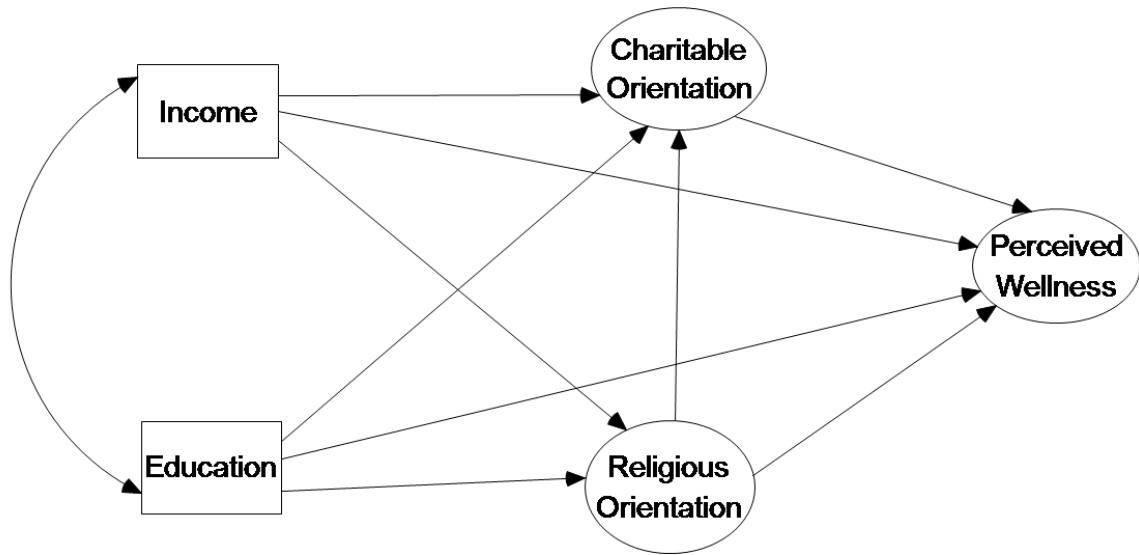 Charitable
Orientation
Income
Perceived
Wellness
Education
Religious
Orientation